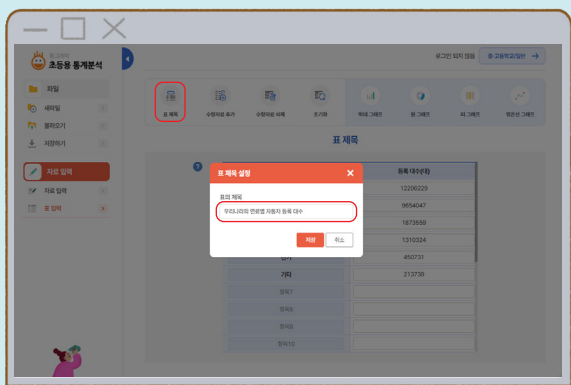 초등용 통계분석
로그인 되지 않음
중·고등학교/일반 →
파일
새파일
불러오기
저장하기
자료 입력
자료 입력
표 입력
표 제목
수량자료 추가
수량자료 삭제
초기화
막대 그래프
원 그래프
띠 그래프
꺾은선 그래프
표 제목
등록 대수(대)
12206229
9654047
1873559
1310324
전기
450731
기타
213739
항목7
항목8
항목9
항목10
표 제목 설정
표의 제목
우리나라의 연료별 자동차 등록 대수
저장
취소